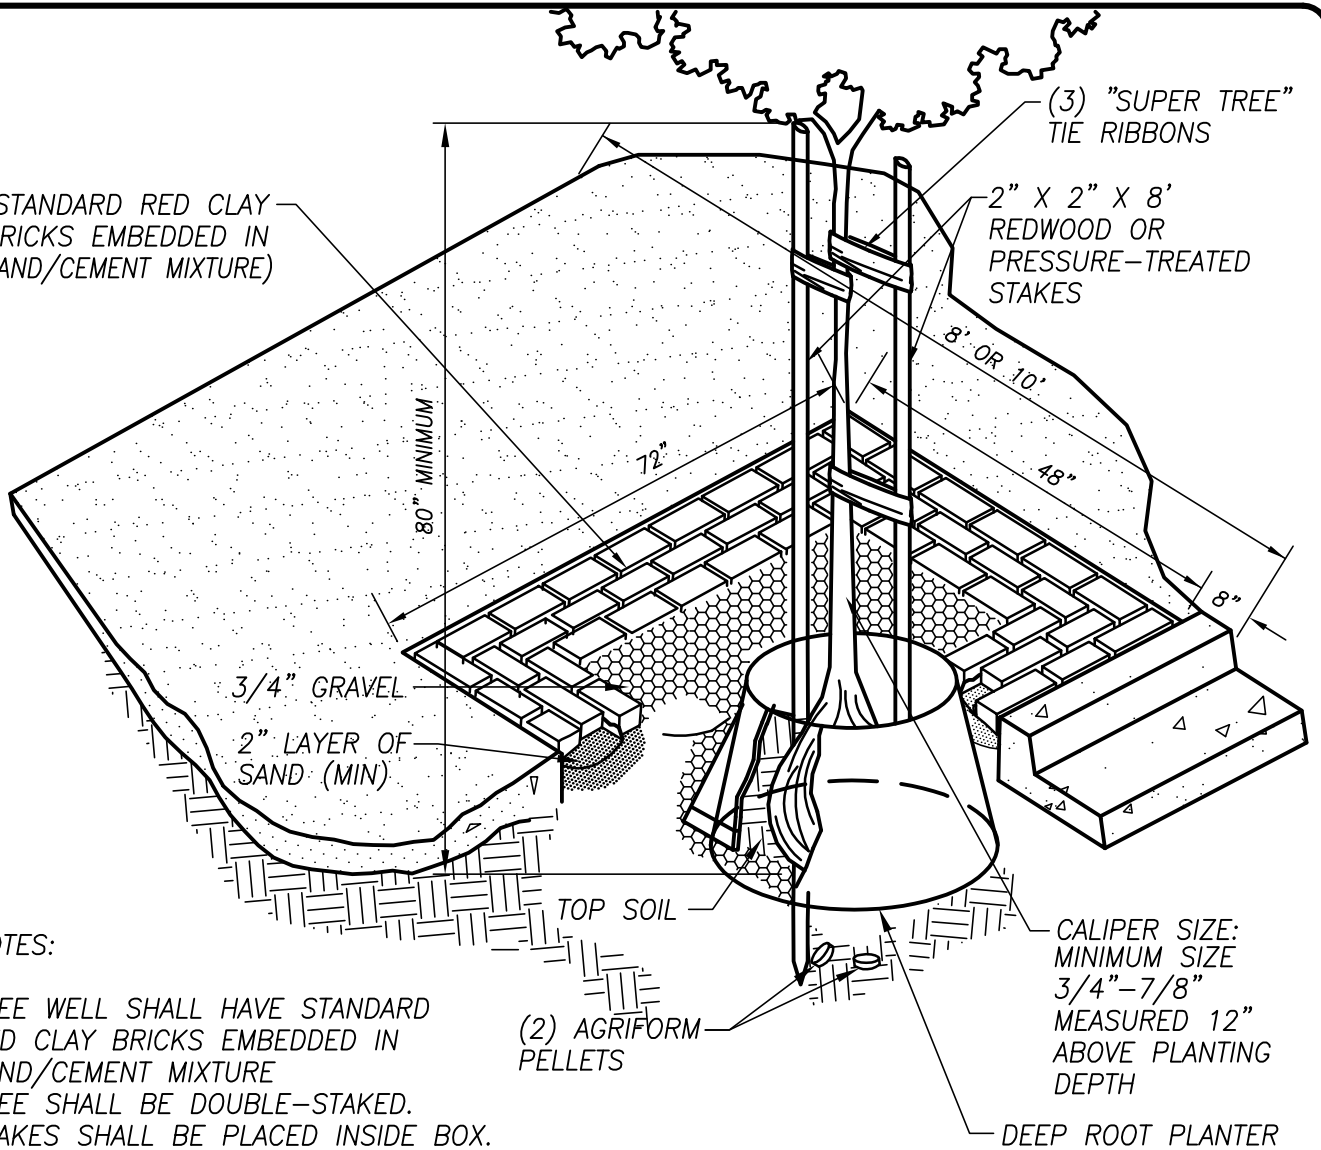 (3) "SUPER TREE"
TIE RIBBONS
STANDARD RED CLAY
RICKS EMBEDDED IN
AND/CEMENT MIXTURE)
2" X 2" X 8'
REDWOOD OR
PRESSURE-TREATED
STAKES
8' OR 10'
80" MINIMUM
72"
48"
8"
3/4" GRAVEL
2" LAYER OF
SAND (MIN)
TOP SOIL
CALIPER SIZE:
MINIMUM SIZE
3/4"-7/8"
MEASURED 12"
ABOVE PLANTING
DEPTH
(2) AGRIFORM
PELLETS
DEEP ROOT PLANTER
OTES:
EE WELL SHALL HAVE STANDARD
ED CLAY BRICKS EMBEDDED IN
ND/CEMENT MIXTURE
EE SHALL BE DOUBLE-STAKED.
AKES SHALL BE PLACED INSIDE BOX.